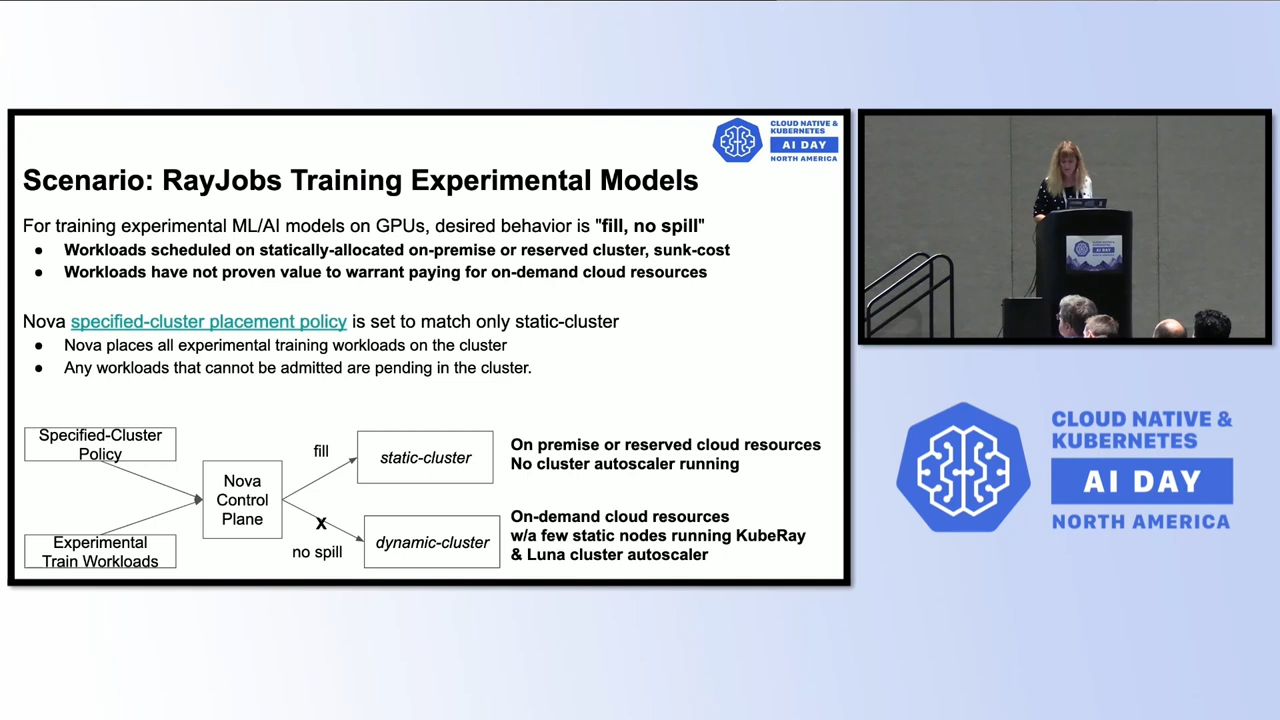 CLOUD NATIVE &
KUBERNETES
AI DAY
NORTH AMERICA
Scenario: RayJobs Training Experimental Models
For training experimental ML/AI models on GPUs, desired behavior is "fill, no spill"
● Workloads scheduled on statically-allocated on-premise or reserved cluster, sunk-cost
● Workloads have not proven value to warrant paying for on-demand cloud resources
Nova specified-cluster placement policy is set to match only static-cluster
● Nova places all experimental training workloads on the cluster
● Any workloads that cannot be admitted are pending in the cluster.
Specified-Cluster
Policy
Experimental
Train Workloads
Nova
Control
Plane
fill
X
no spill
static-cluster
dynamic-cluster
On premise or reserved cloud resources
No cluster autoscaler running
On-demand cloud resources
w/a few static nodes running KubeRay
& Luna cluster autoscaler
AI DAY
CLOUD NATIVE &
KUBERNETES
AI DAY
NORTH AMERICA